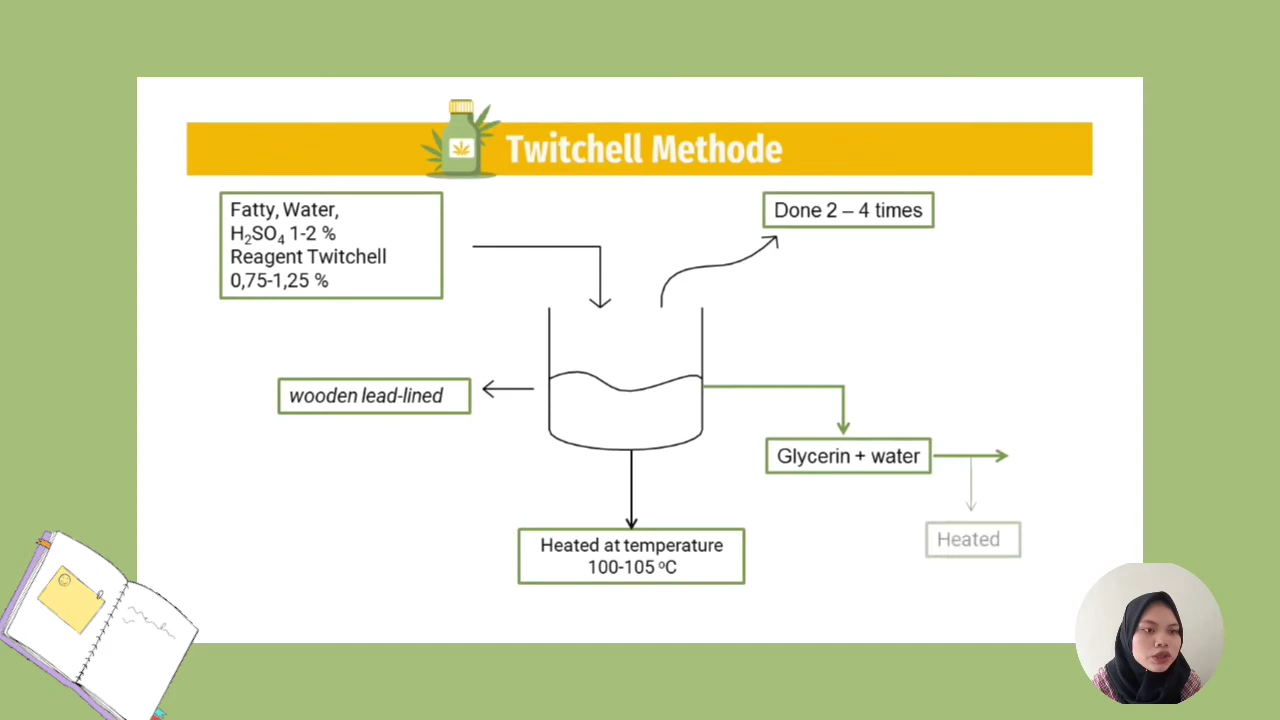 Twitchell Methode
Fatty, Water,
H₂SO₄ 1-2 %
Reagent Twitchell
0,75-1,25 %
Done 2 – 4 times
wooden lead-lined
Glycerin + water
Heated
Heated at temperature
100-105 ºC